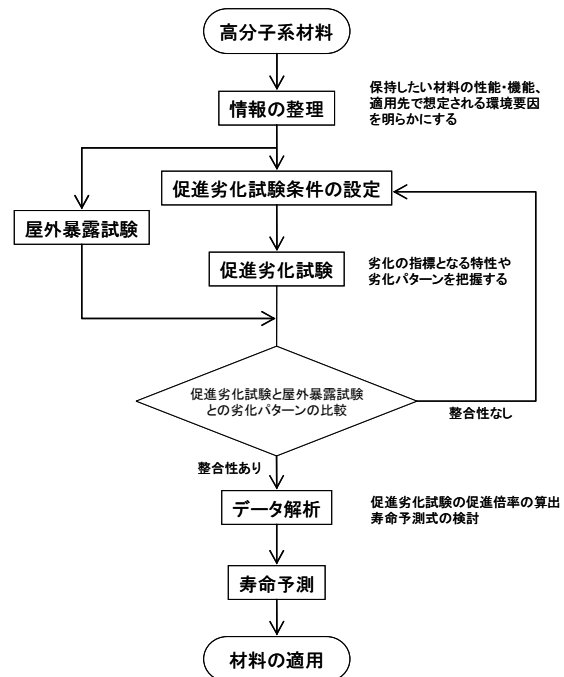 高分子系材料
情報の整理
保持したい材料の性能・機能、
適用先で想定される環境要因
を明らかにする
促進劣化試験条件の設定
屋外暴露試験
促進劣化試験
劣化の指標となる特性や
劣化パターンを把握する
促進劣化試験と屋外暴露試験
との劣化パターンの比較
整合性なし
整合性あり
データ解析
促進劣化試験の促進倍率の算出
寿命予測式の検討
寿命予測
材料の適用